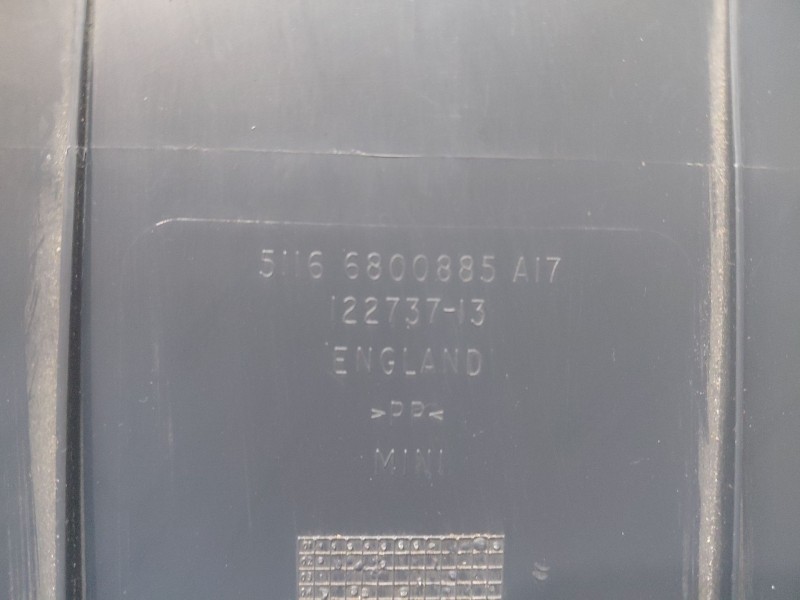 5116 6800885 A17
122737-13
ENGLAND
>PP<
MINI